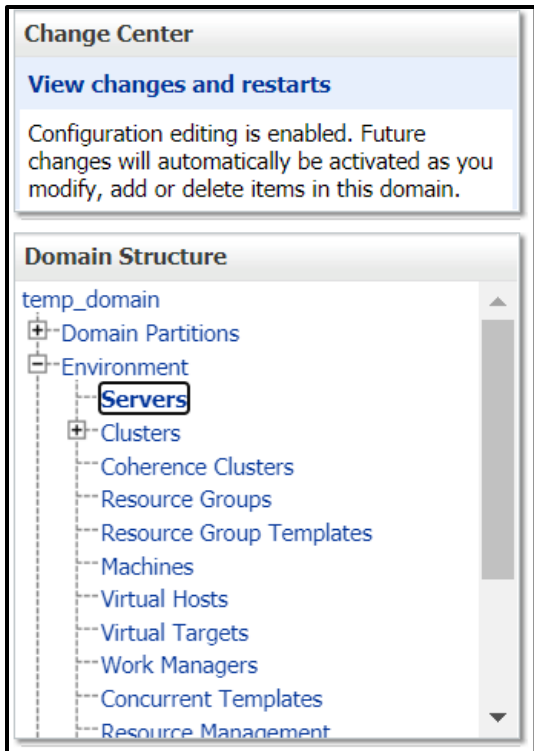 Change Center
View changes and restarts
Configuration editing is enabled. Future
changes will automatically be activated as you
modify, add or delete items in this domain.
Domain Structure
temp_domain
Domain Partitions
Environment
Servers
Clusters
Coherence Clusters
Resource Groups
Resource Group Templates
Machines
Virtual Hosts
Virtual Targets
Work Managers
Concurrent Templates
Resource Management